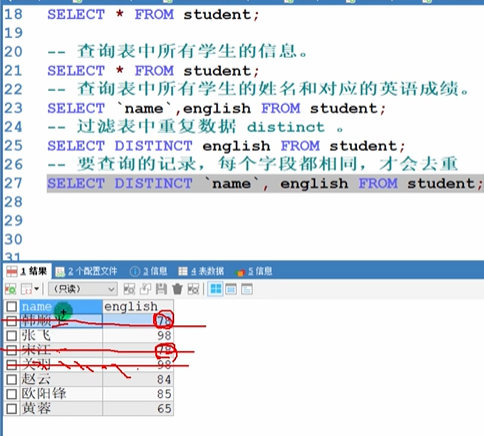 18 SELECT * FROM student;
19
20 -- 查询表中所有学生的信息。
21 SELECT * FROM student;
22 -- 查询表中所有学生的姓名和对应的英语成绩。
23 SELECT `name`,english FROM student;
24 -- 过滤表中重复数据 distinct 。
25 SELECT DISTINCT english FROM student;
26 -- 要查询的记录，每个字段都相同，才会去重
27 SELECT DISTINCT `name`, english FROM student;
28
29
30
31
1 结果 2 个配置文件 3 信息 4 表数据 5 信息
(只读)
name english
韩顺 78
张飞 98
宋江 78
关羽 98
赵云 84
欧阳锋 85
黄蓉 65